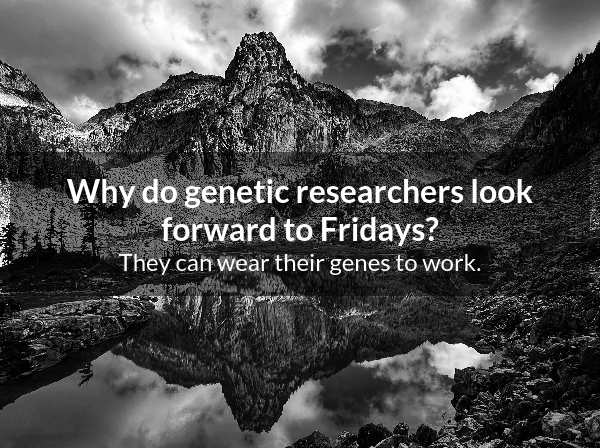 Why do genetic researchers look
forward to Fridays?
They can wear their genes to work.